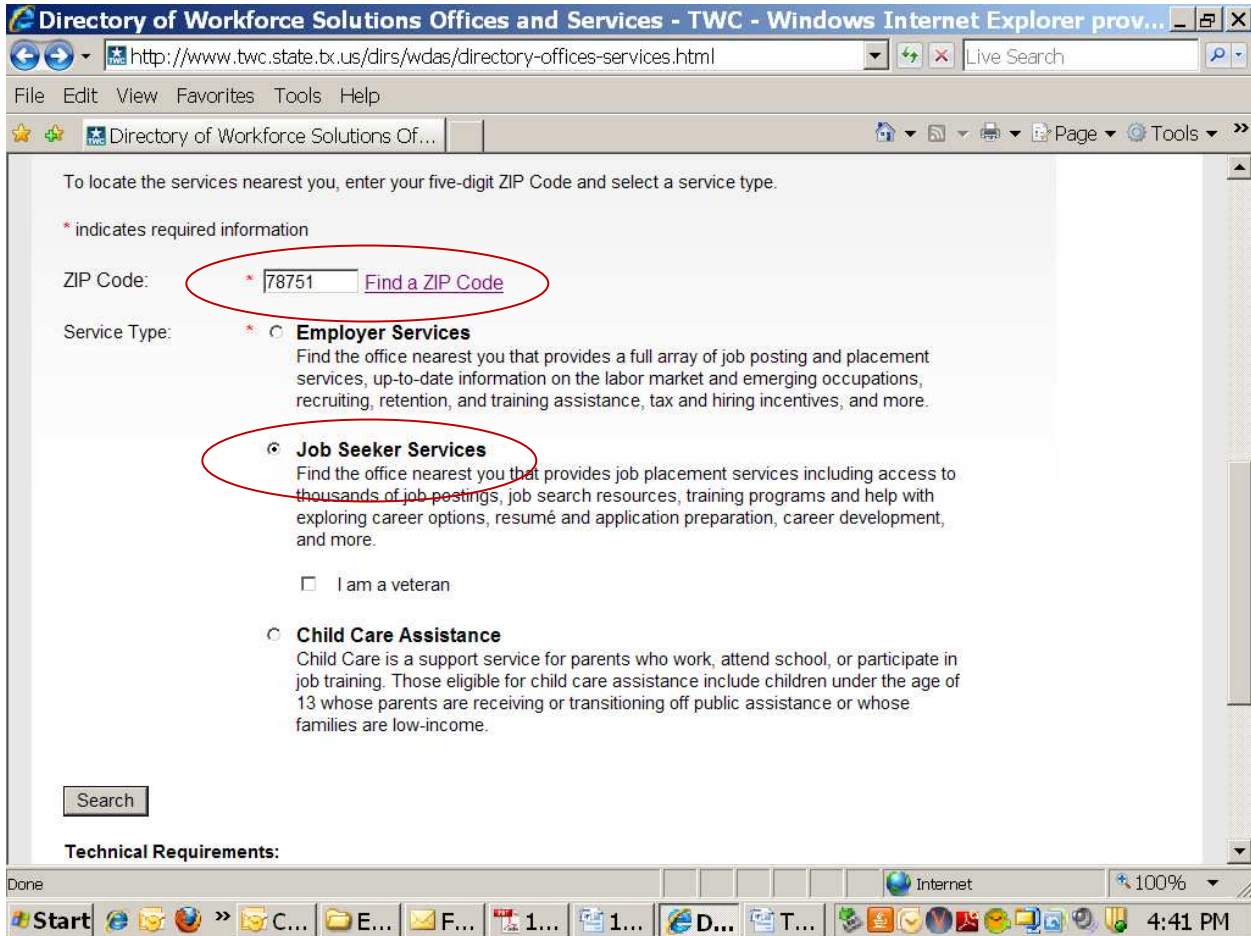 Directory of Workforce Solutions Offices and Services - TWC - Windows Internet Explorer prov...
http://www.twc.state.tx.us/dirs/wdas/directory-offices-services.html Live Search
File Edit View Favorites Tools Help
Directory of Workforce Solutions Of... Page Tools »
To locate the services nearest you, enter your five-digit ZIP Code and select a service type.
* indicates required information
ZIP Code: * 78751 Find a ZIP Code
Service Type: * Employer Services
Find the office nearest you that provides a full array of job posting and placement
services, up-to-date information on the labor market and emerging occupations,
recruiting, retention, and training assistance, tax and hiring incentives, and more.
Job Seeker Services
Find the office nearest you that provides job placement services including access to
thousands of job postings, job search resources, training programs and help with
exploring career options, resumé and application preparation, career development,
and more.
I am a veteran
Child Care Assistance
Child Care is a support service for parents who work, attend school, or participate in
job training. Those eligible for child care assistance include children under the age of
13 whose parents are receiving or transitioning off public assistance or whose
families are low-income.
Search
Technical Requirements:
Done Internet 100%
Start » C... E... F... 1... 1... D... T... 4:41 PM